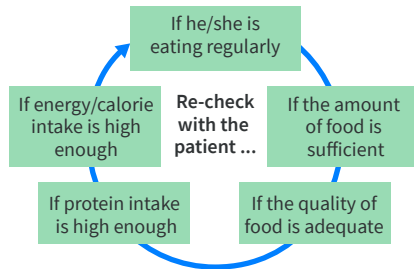 If he/she is
eating regularly
If the amount
of food is
sufficient
If the quality of
food is adequate
If protein intake
is high enough
If energy/calorie
intake is high
enough
Re-check
with the
patient ...